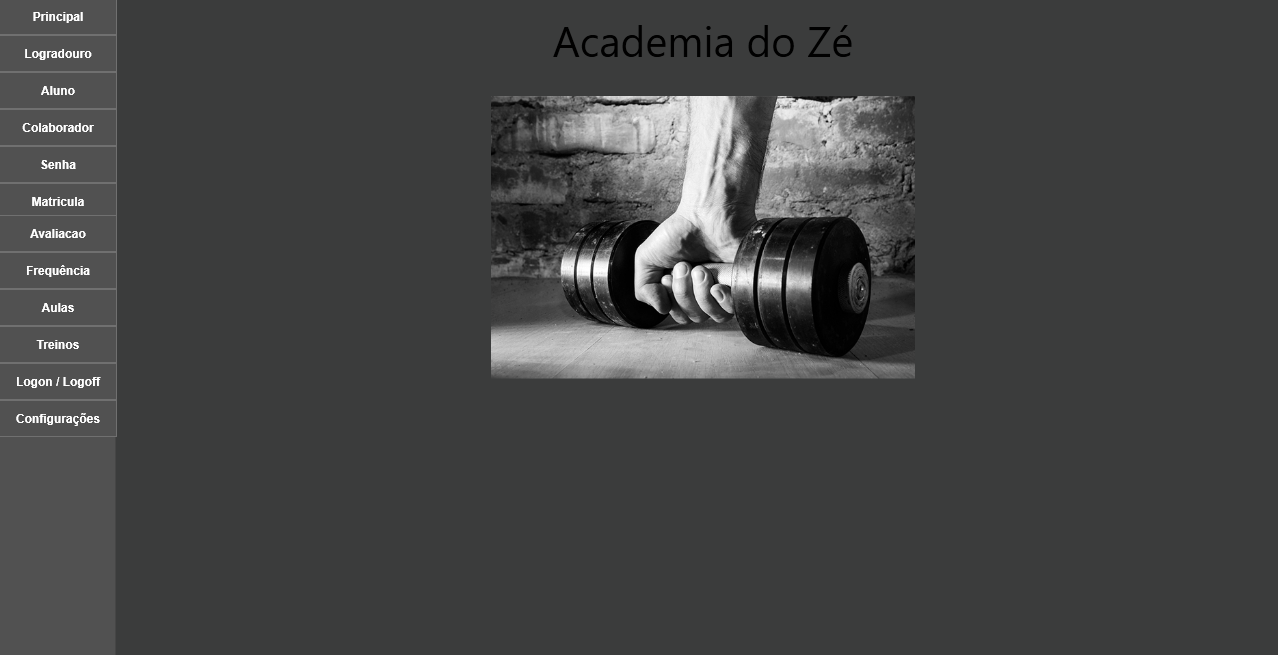 Principal
Logradouro
Aluno
Colaborador
Senha
Matricula
Avaliacao
Frequência
Aulas
Treinos
Logon / Logoff
Configurações
Academia do Zé